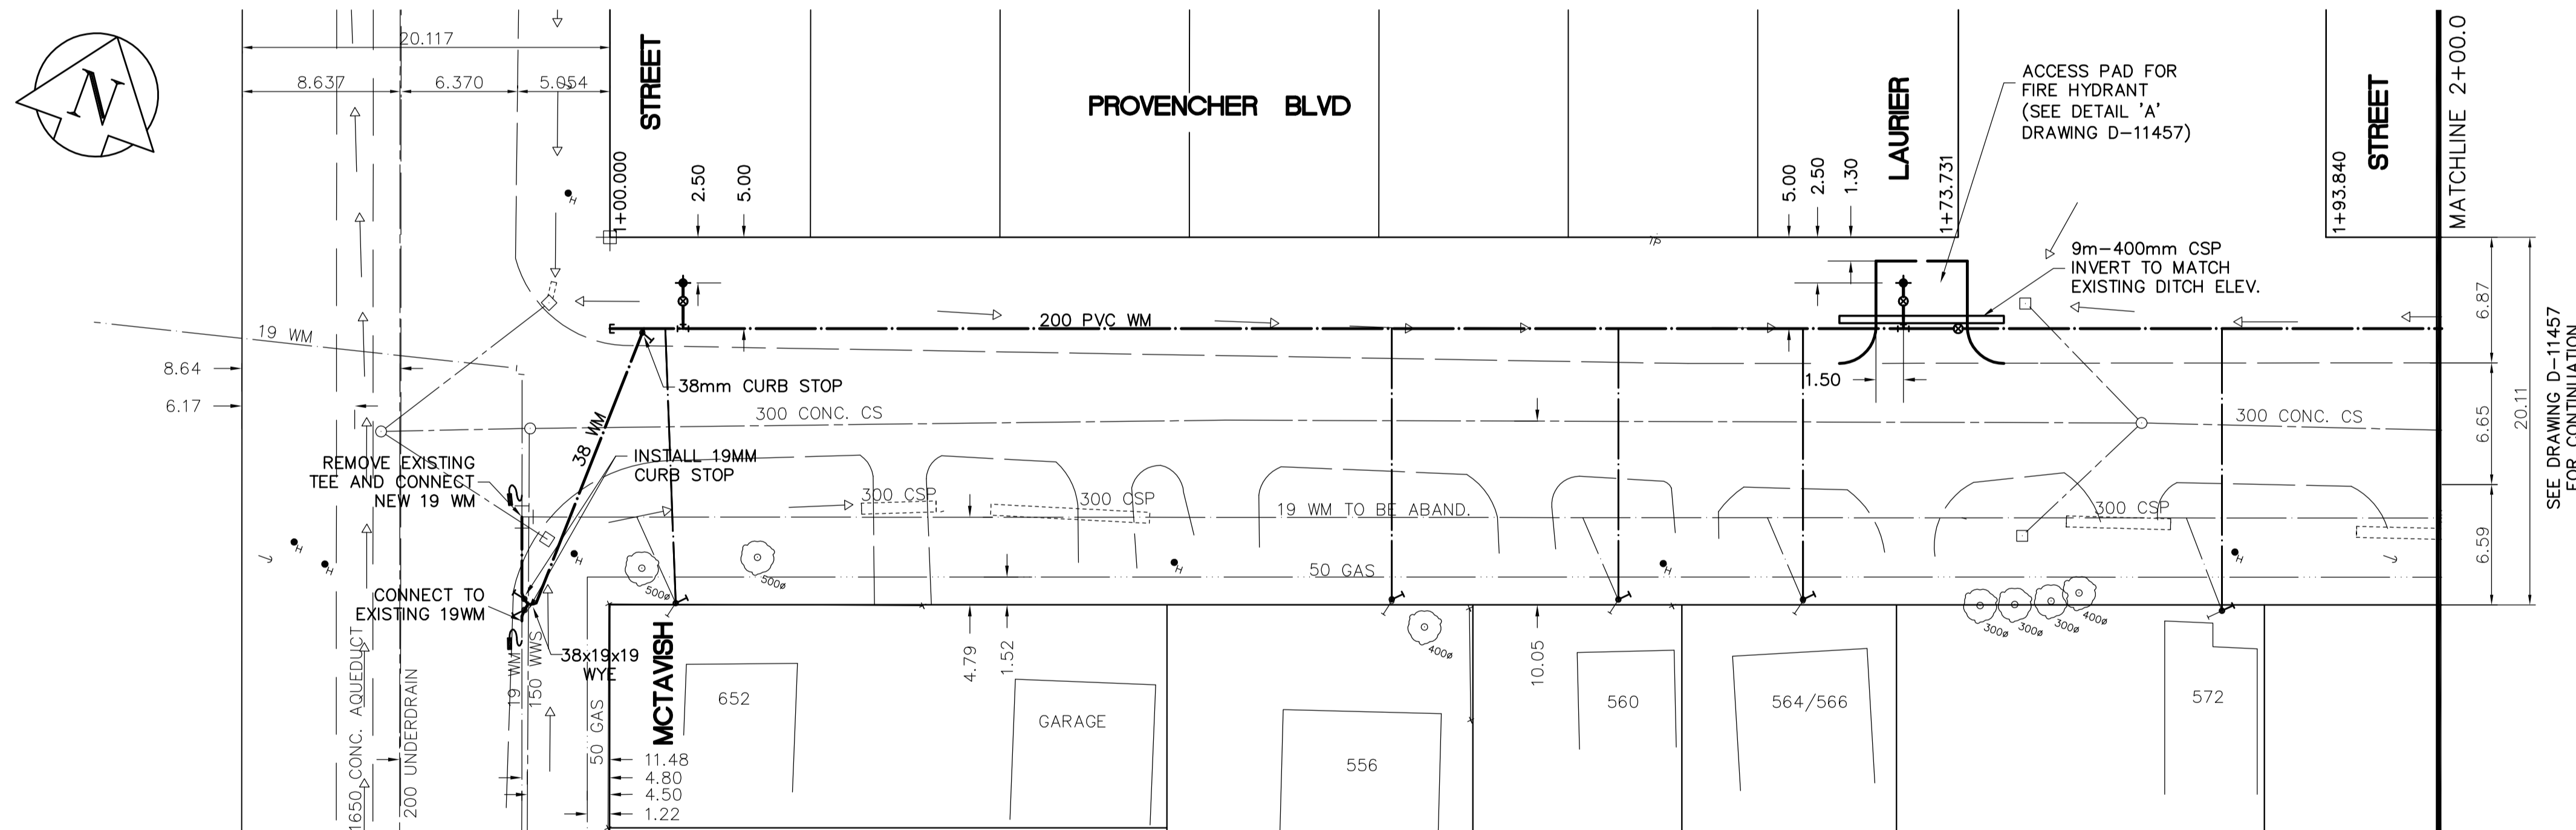 N
20.117
8.637
6.370
5.054
STREET
PROVENCHER BLVD
LAURIER
STREET
ACCESS PAD FOR
FIRE HYDRANT
(SEE DETAIL 'A'
DRAWING D-11457)
MATCHLINE 2+00.0
1+00.000
2.50
5.00
5.00
2.50
1.30
1+73.731
1+93.840
H
9m-400mm CSP
INVERT TO MATCH
EXISTING DITCH ELEV.
19 WM
200 PVC WM
6.87
8.64
6.17
38mm CURB STOP
1.50
300 CONC. CS
300 CONC. CS
38 WM
6.65
20.11
SEE DRAWING D-11457
FOR CONTINUATION
REMOVE EXISTING
TEE AND CONNECT
NEW 19 WM
INSTALL 19MM
CURB STOP
300 CSP
300 CSP
300 CSP
19 WM TO BE ABAND.
6.59
H
H
H
H
H
H
500ø
500ø
50 GAS
CONNECT TO
EXISTING 19WM
300ø
300ø
300ø
400ø
400ø
38x19x19
WYE
1650 CONC. AQUEDUCT
200 UNDERDRAIN
19 WM
150 WWS
50 GAS
MCTAVISH
4.79
1.52
10.05
652
GARAGE
556
560
564/566
572
11.48
4.80
4.50
1.22